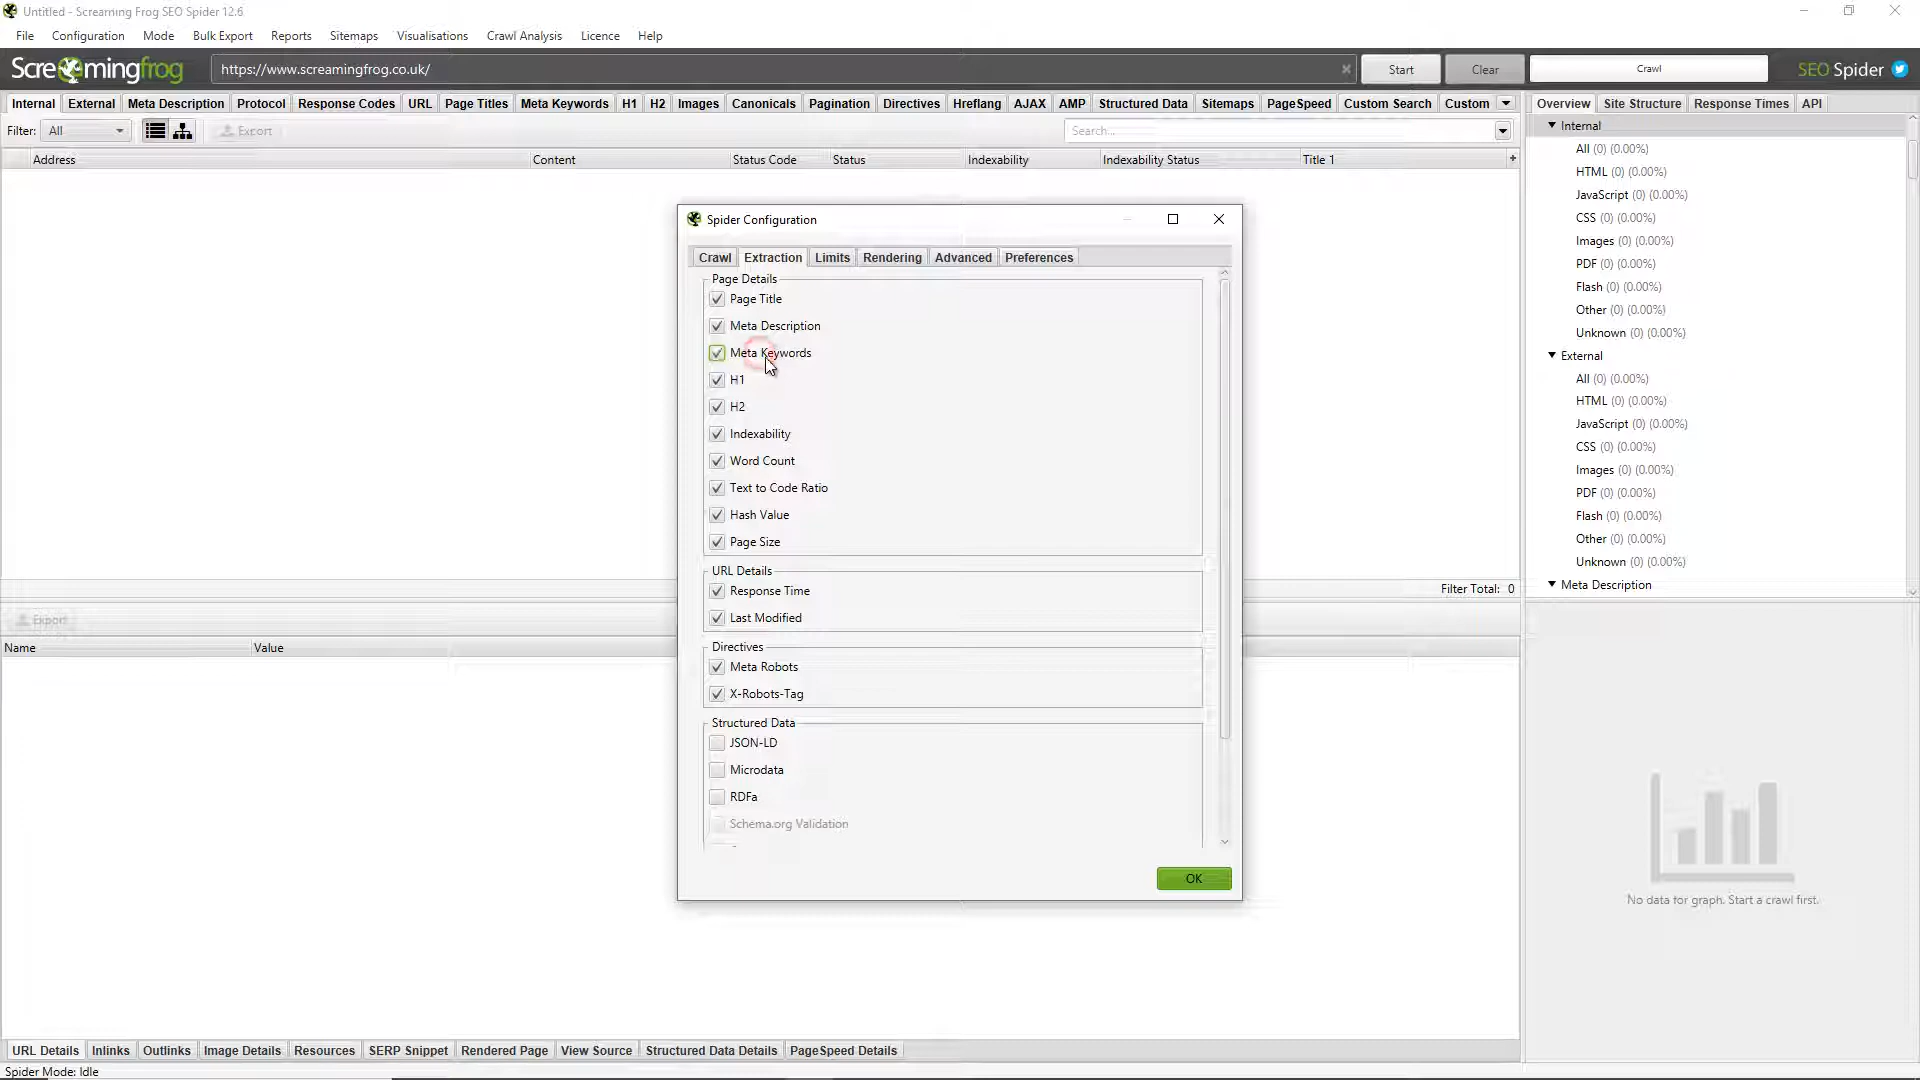 Untitled - Screaming Frog SEO Spider 12.6
File Configuration Mode Bulk Export Reports Sitemaps Visualisations Crawl Analysis Licence Help
Screamingfrog https://www.screamingfrog.co.uk/ Start Clear Crawl SEO Spider
Internal External Meta Description Protocol Response Codes URL Page Titles Meta Keywords H1 H2 Images Canonicals Pagination Directives Hreflang AJAX AMP Structured Data Sitemaps PageSpeed Custom Search Custom
Filter: All Export Search...
Address Content Status Code Status Indexability Indexability Status Title 1 +
Filter Total: 0
Export
Name Value
URL Details Inlinks Outlinks Image Details Resources SERP Snippet Rendered Page View Source Structured Data Details PageSpeed Details
Spider Mode: Idle
Spider Configuration
Crawl Extraction Limits Rendering Advanced Preferences
Page Details
Page Title
Meta Description
Meta Keywords
H1
H2
Indexability
Word Count
Text to Code Ratio
Hash Value
Page Size
URL Details
Response Time
Last Modified
Directives
Meta Robots
X-Robots-Tag
Structured Data
JSON-LD
Microdata
RDFa
Schema.org Validation
OK
Overview Site Structure Response Times API
Internal
All (0) (0.00%)
HTML (0) (0.00%)
JavaScript (0) (0.00%)
CSS (0) (0.00%)
Images (0) (0.00%)
PDF (0) (0.00%)
Flash (0) (0.00%)
Other (0) (0.00%)
Unknown (0) (0.00%)
External
All (0) (0.00%)
HTML (0) (0.00%)
JavaScript (0) (0.00%)
CSS (0) (0.00%)
Images (0) (0.00%)
PDF (0) (0.00%)
Flash (0) (0.00%)
Other (0) (0.00%)
Unknown (0) (0.00%)
Meta Description
No data for graph. Start a crawl first.